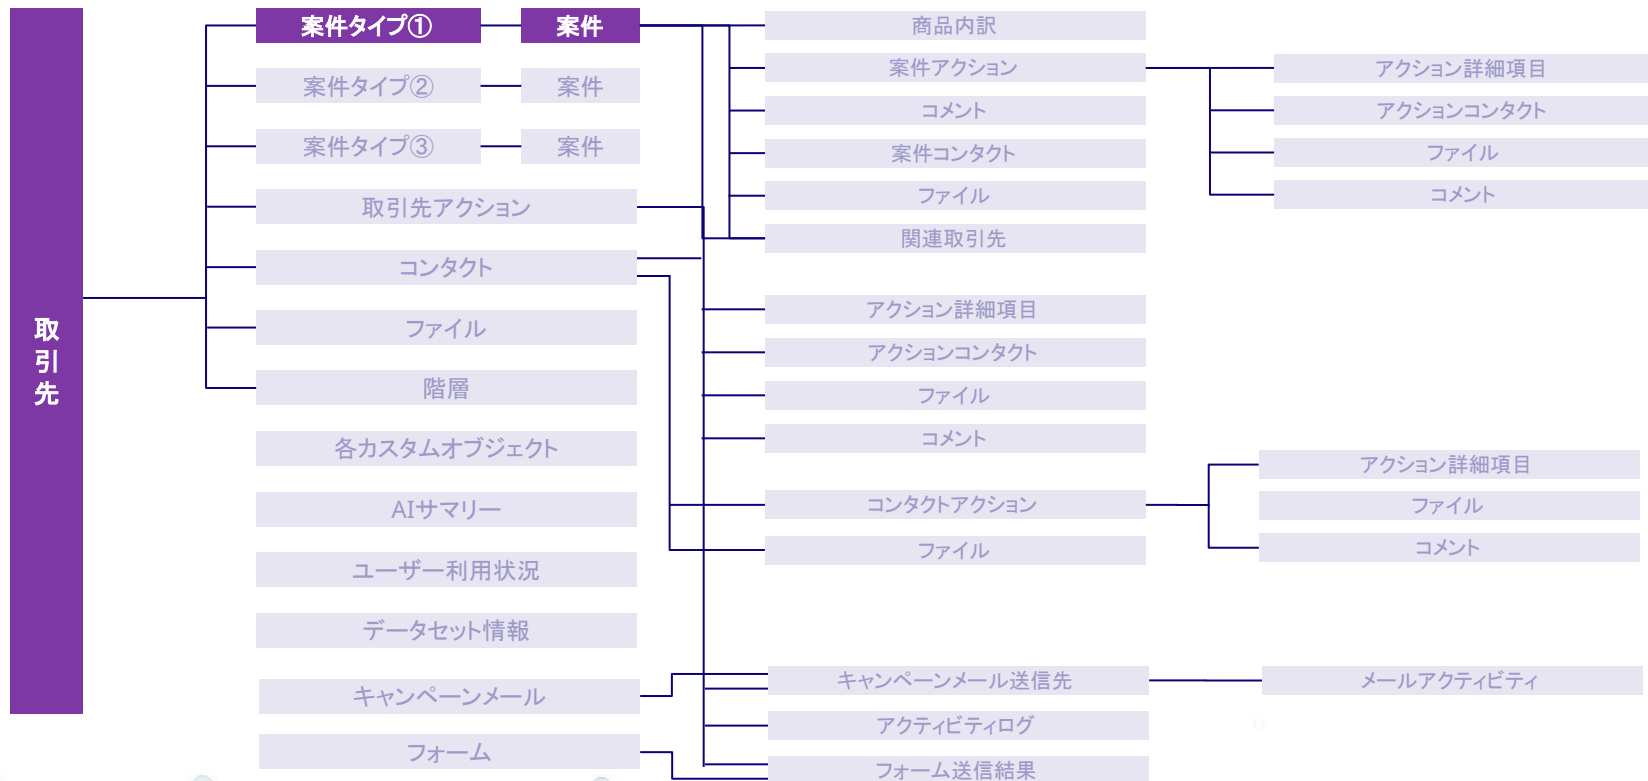 取引先
案件タイプ①
案件
案件タイプ②
案件
案件タイプ③
案件
取引先アクション
コンタクト
ファイル
階層
各カスタムオブジェクト
AIサマリー
ユーザー利用状況
データセット情報
キャンペーンメール
フォーム
商品内訳
案件アクション
コメント
案件コンタクト
ファイル
関連取引先
アクション詳細項目
アクションコンタクト
ファイル
コメント
アクション詳細項目
アクションコンタクト
ファイル
コメント
コンタクトアクション
ファイル
アクション詳細項目
ファイル
コメント
キャンペーンメール送信先
メールアクティビティ
アクティビティログ
フォーム送信結果